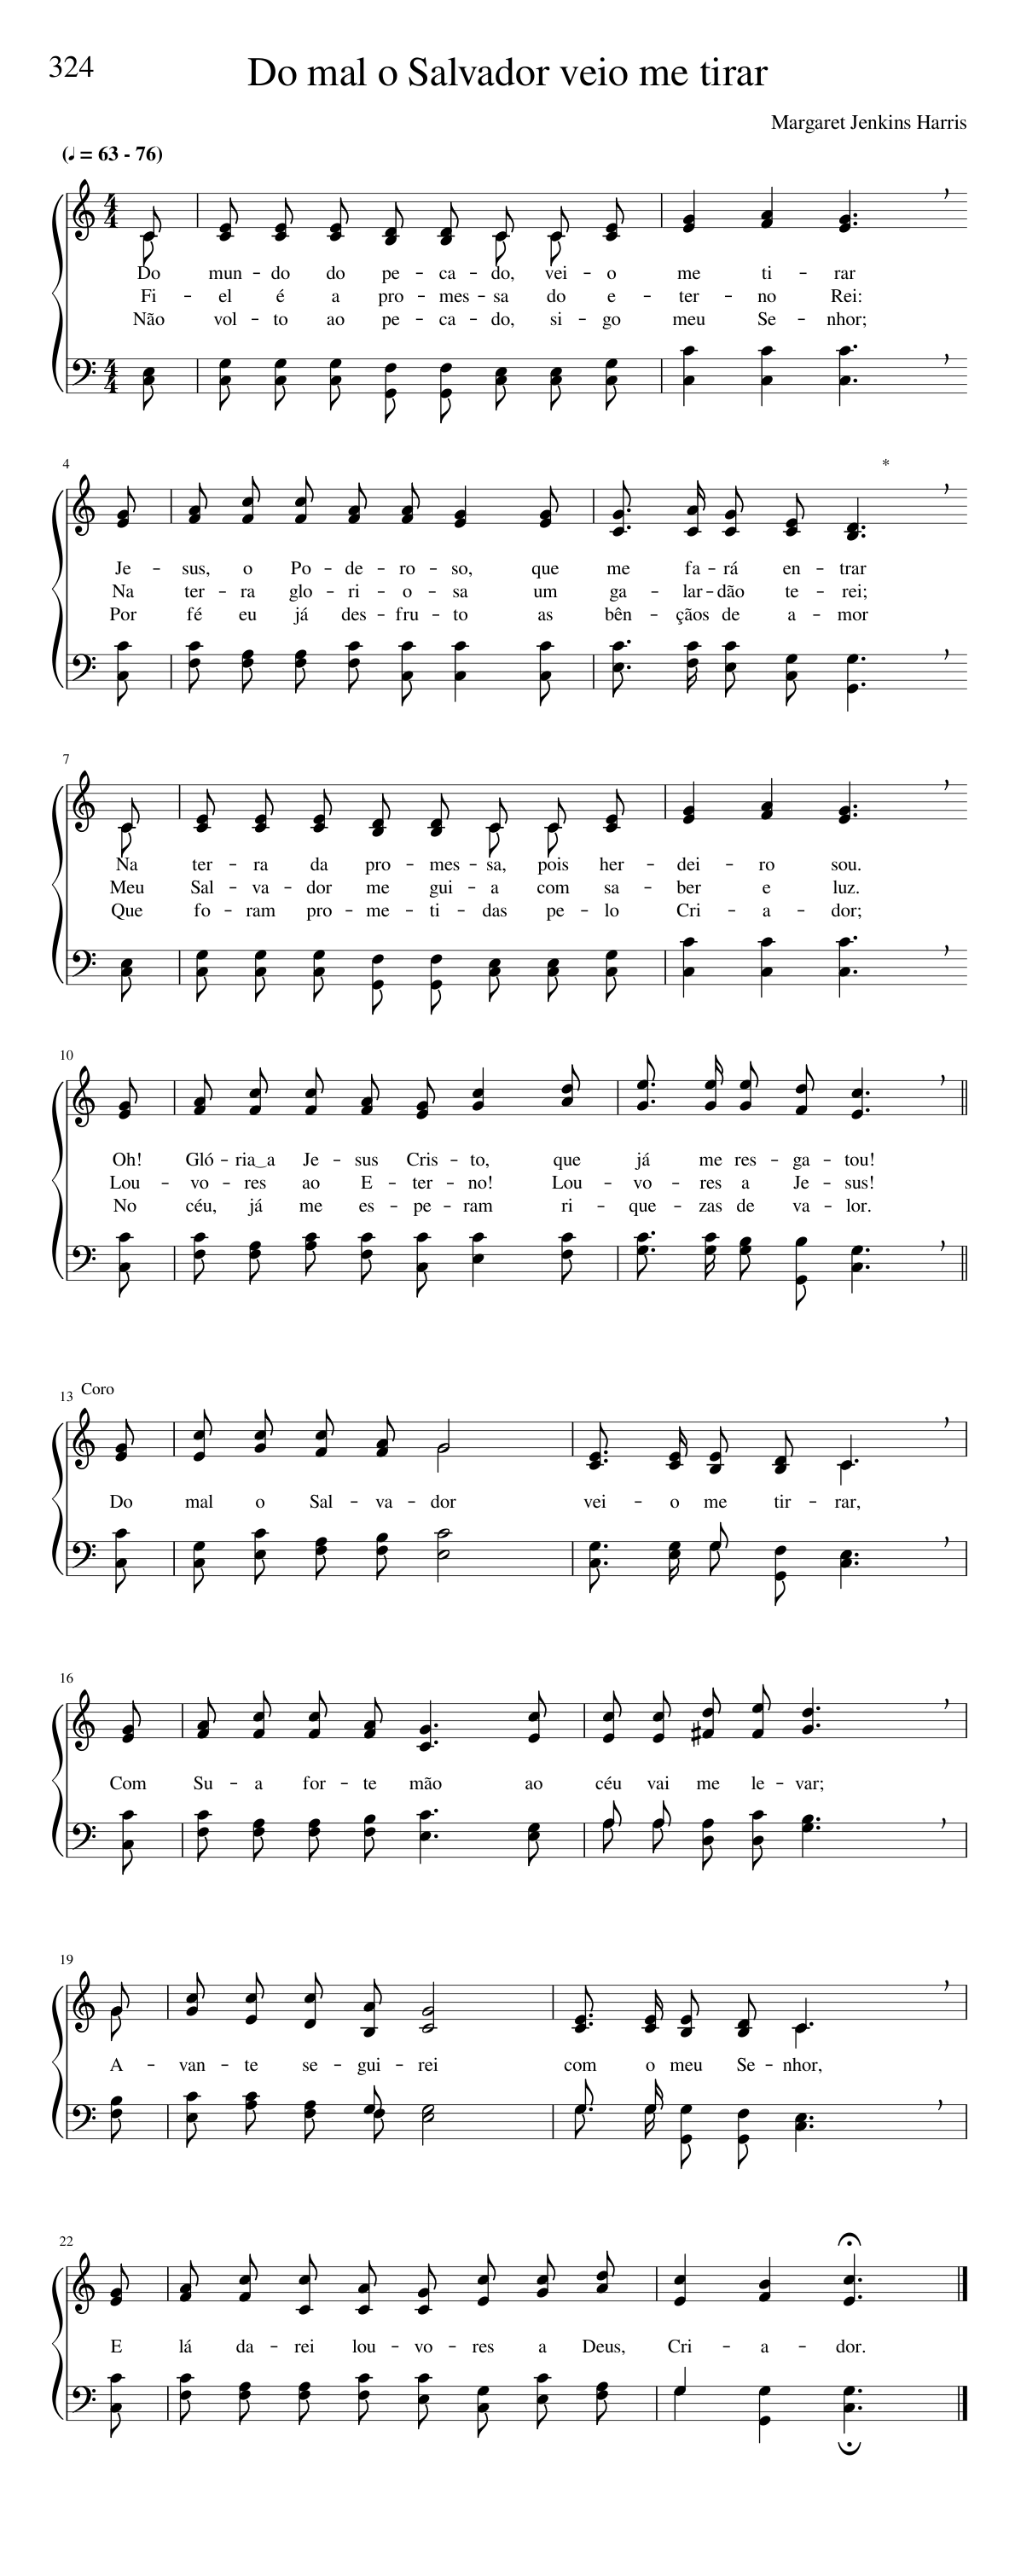 324
Do mal o Salvador veio me tirar
Margaret Jenkins Harris
(♩ = 63 - 76)
Do mun - do do pe - ca - do, vei - o me ti - rar
Fi - el é a pro - mes - sa do e - ter - no Rei:
Não vol - to ao pe - ca - do, si - go meu Se - nhor;
4 *
Je - sus, o Po - de - ro - so, que me fa - rá en - trar
Na ter - ra glo - ri - o - sa um ga - lar - dão te - rei;
Por fé eu já des - fru - to as bên - çãos de a - mor
7
Na ter - ra da pro - mes - sa, pois her - dei - ro sou.
Meu Sal - va - dor me gui - a com sa - ber e luz.
Que fo - ram pro - me - ti - das pe - lo Cri - a - dor;
10
Oh! Gló - ria‿a Je - sus Cris - to, que já me res - ga - tou!
Lou - vo - res ao E - ter - no! Lou - vo - res a Je - sus!
No céu, já me es - pe - ram ri - que - zas de va - lor.
13 Coro
Do mal o Sal - va - dor vei - o me tir - rar,
16
Com Su - a for - te mão ao céu vai me le - var;
19
A - van - te se - gui - rei com o meu Se - nhor,
22
E lá da - rei lou - vo - res a Deus, Cri - a - dor.